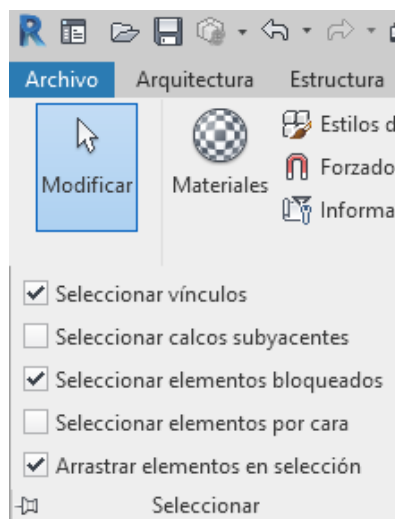 Archivo Arquitectura Estructura
Modificar
Materiales
Estilos d
Forzado
Informa
Seleccionar vínculos
Seleccionar calcos subyacentes
Seleccionar elementos bloqueados
Seleccionar elementos por cara
Arrastrar elementos en selección
Seleccionar